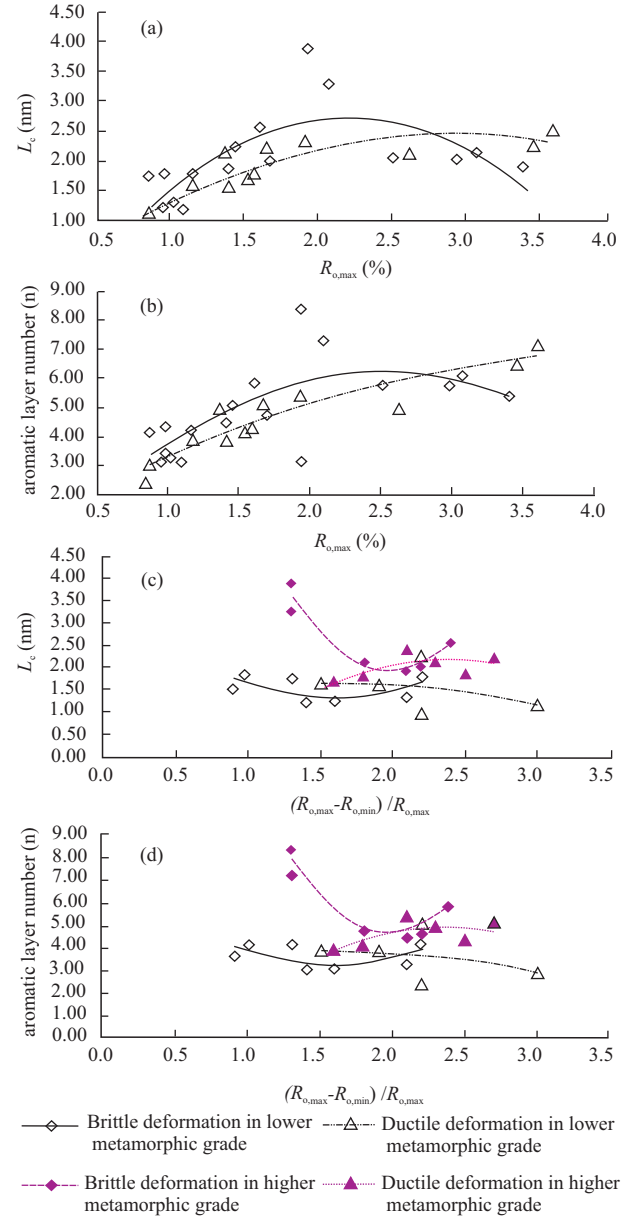 (a)
4.50
4.00
3.50
3.00
2.50
2.00
1.50
1.00
Lc (nm)
0.5 1.0 1.5 2.0 2.5 3.0 3.5 4.0
Ro,max (%)
(b)
9.00
8.00
7.00
6.00
5.00
4.00
3.00
2.00
aromatic layer number (n)
0.5 1.0 1.5 2.0 2.5 3.0 3.5 4.0
Ro,max (%)
(c)
4.50
4.00
3.50
3.00
2.50
2.00
1.50
1.00
0.50
0.00
Lc (nm)
0.0 0.5 1.0 1.5 2.0 2.5 3.0 3.5
(Ro,max-Ro,min) /Ro,max
(d)
9.00
8.00
7.00
6.00
5.00
4.00
3.00
2.00
1.00
0.00
aromatic layer number (n)
0.0 0.5 1.0 1.5 2.0 2.5 3.0 3.5
(Ro,max-Ro,min) /Ro,max
Brittle deformation in lower
metamorphic grade
Ductile deformation in lower
metamorphic grade
Brittle deformation in higher
metamorphic grade
Ductile deformation in higher
metamorphic grade